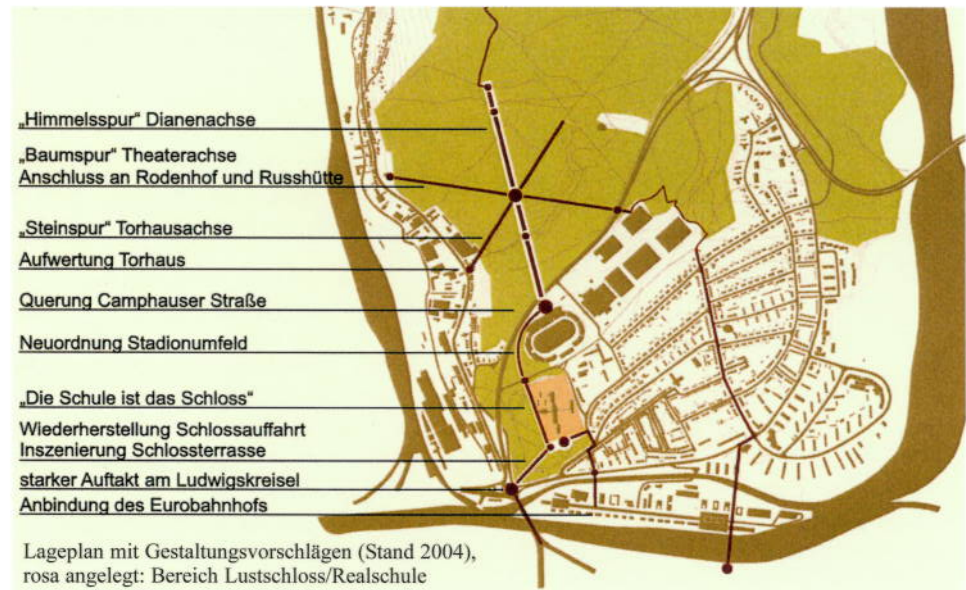 „Himmelsspur“ Dianenachse
„Baumspur“ Theaterachse
Anschluss an Rodenhof und Russhütte
„Steinspur“ Torhausachse
Aufwertung Torhaus
Querung Camphauser Straße
Neuordnung Stadionumfeld
„Die Schule ist das Schloss“
Wiederherstellung Schlossauffahrt
Inszenierung Schlossterrasse
starker Auftakt am Ludwigskreisel
Anbindung des Eurobahnhofs
Lageplan mit Gestaltungsvorschlägen (Stand 2004),
rosa angelegt: Bereich Lustschloss/Realschule